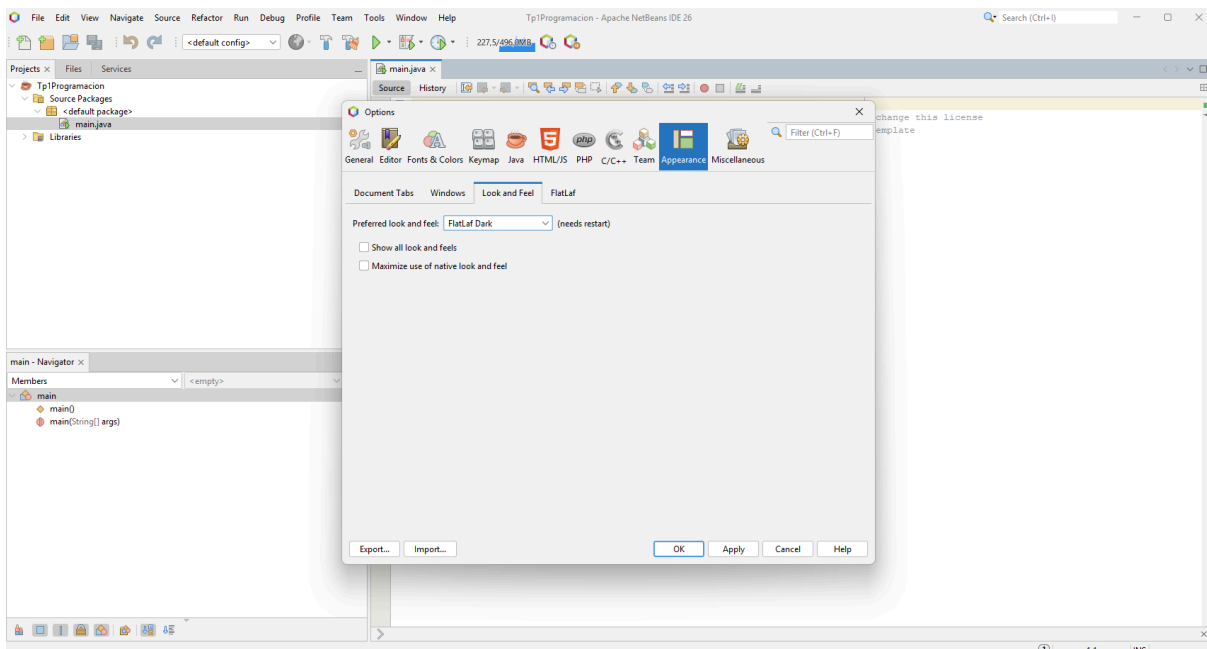 File Edit View Navigate Source Refactor Run Debug Profile Team Tools Window Help
Tp1Programacion - Apache NetBeans IDE 26
Search (Ctrl+I)
<default config>
227,5/496,0MB
Projects Files Services
main.java
Tp1Programacion
Source History
Source Packages
<default package>
main.java
Libraries
change this license
emplate
Options
Filter (Ctrl+F)
General Editor Fonts & Colors Keymap Java HTML/JS PHP C/C++ Team Appearance Miscellaneous
Document Tabs Windows Look and Feel FlatLaf
Preferred look and feel: FlatLaf Dark (needs restart)
Show all look and feels
Maximize use of native look and feel
Export... Import... OK Apply Cancel Help
main - Navigator
Members <empty>
main
main()
main(String[] args)